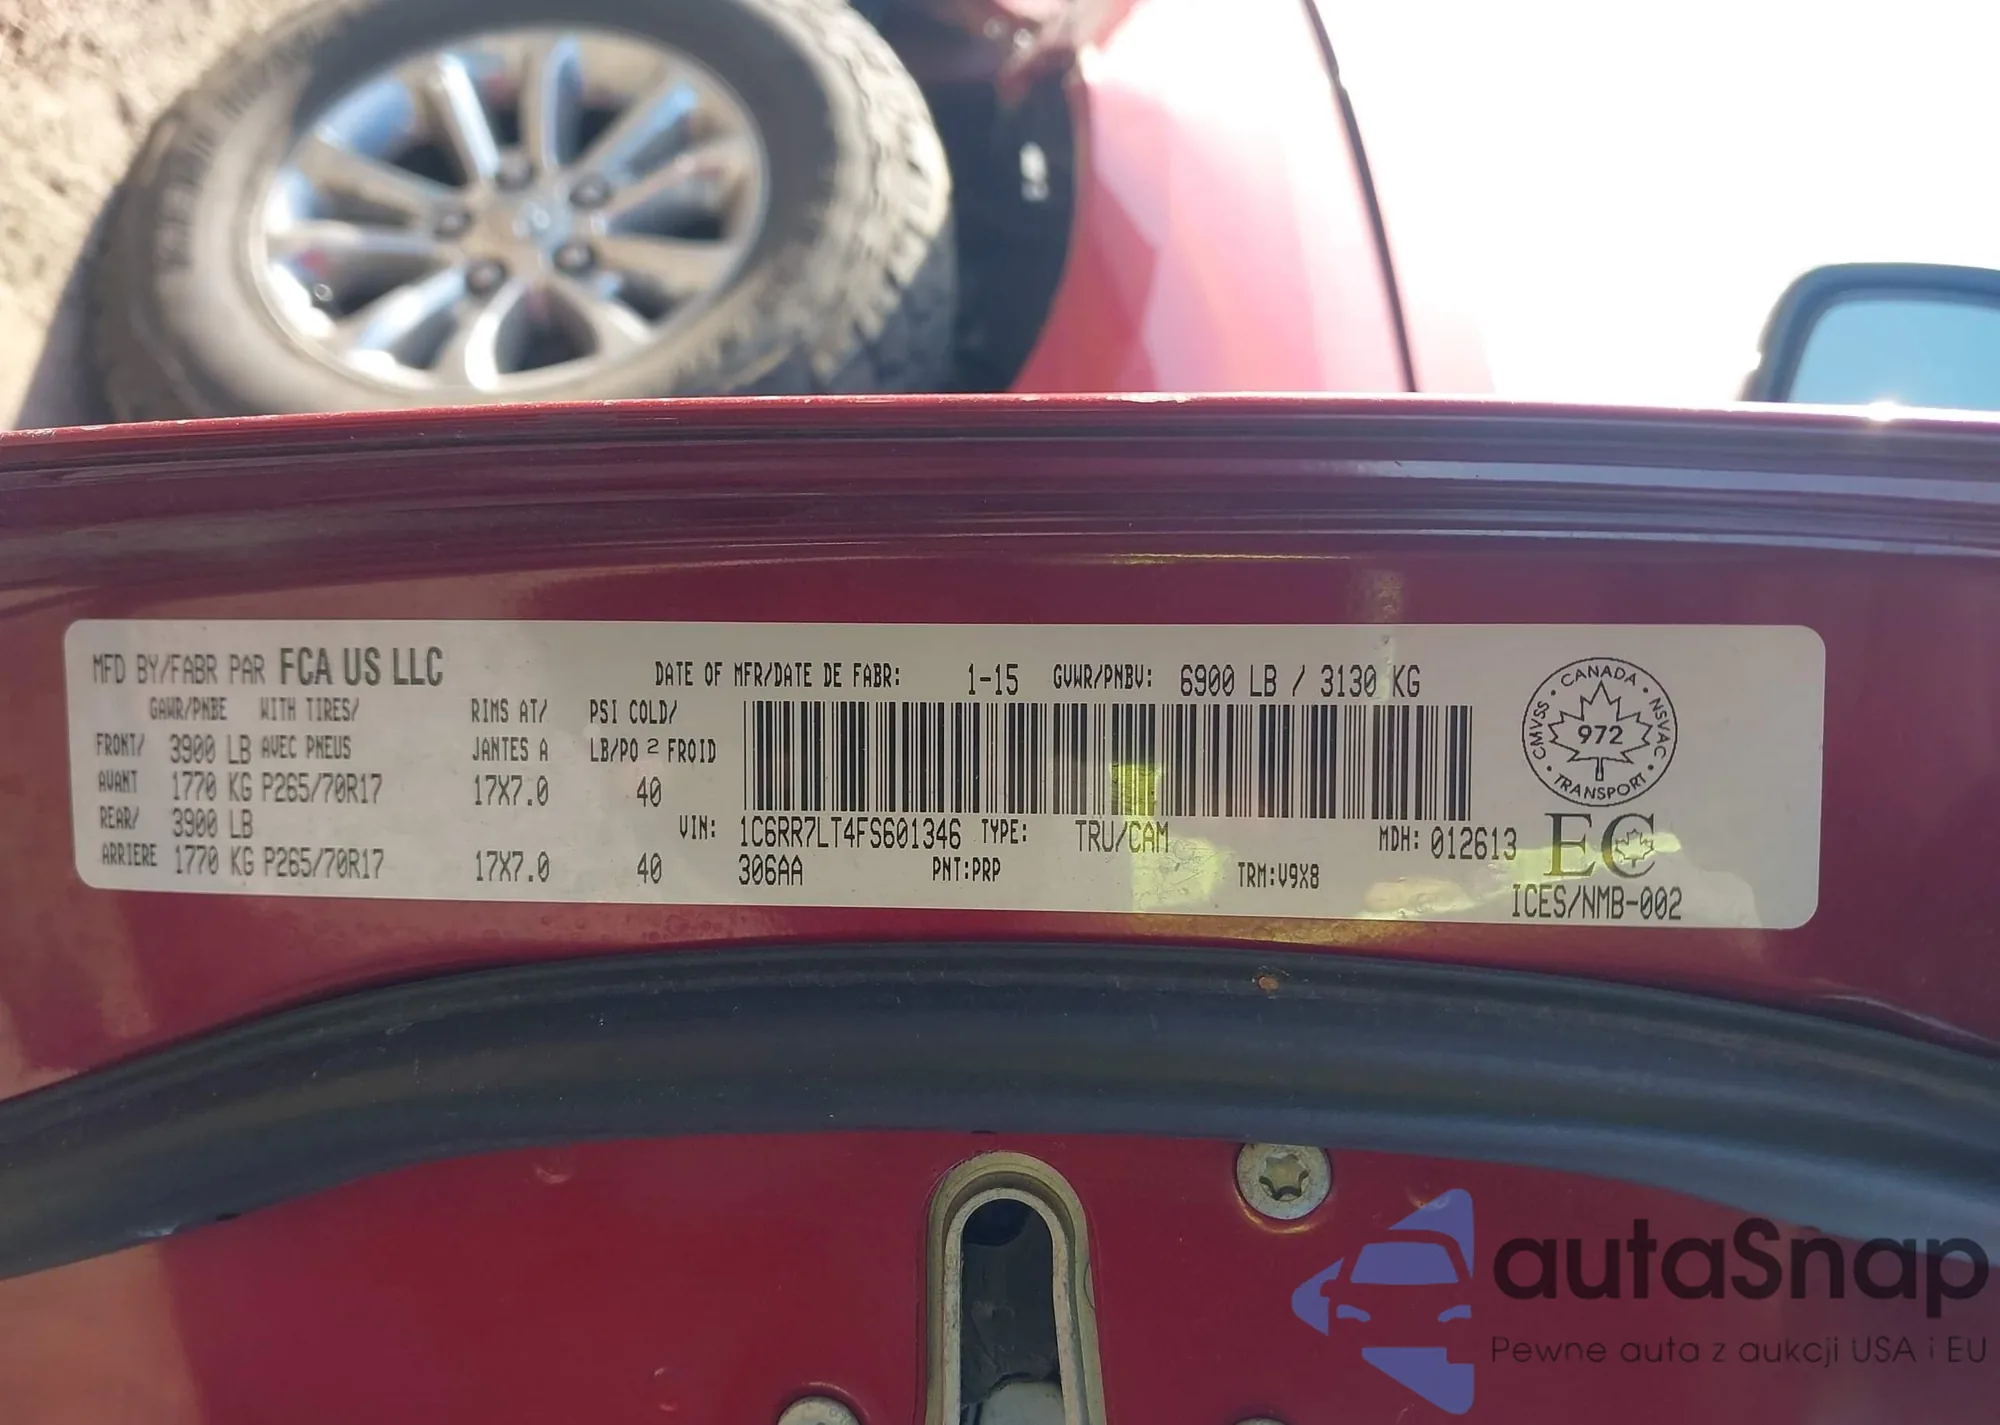 MFD BY/FABR PAR FCA US LLC
DATE OF MFR/DATE DE FABR: 1-15 GVWR/PNBV: 6900 LB / 3130 KG
GAWR/PNBE WITH TIRES/ RIMS AT/ PSI COLD/
FRONT/ 3900 LB AVEC PNEUS JANTES A LB/PO 2 FROID
AVANT 1770 KG P265/70R17 17X7.0 40
REAR/ 3900 LB
ARRIERE 1770 KG P265/70R17 17X7.0 40
VIN: 1C6RR7LT4FS601346 TYPE: TRU/CAM MDH: 012613
306AA PNT:PRP TRM:V9X8
CANADA
CMVSS
NSVAC
972
TRANSPORT
EC
ICES/NMB-002
autaSnap
Pewne auta z aukcji USA i EU